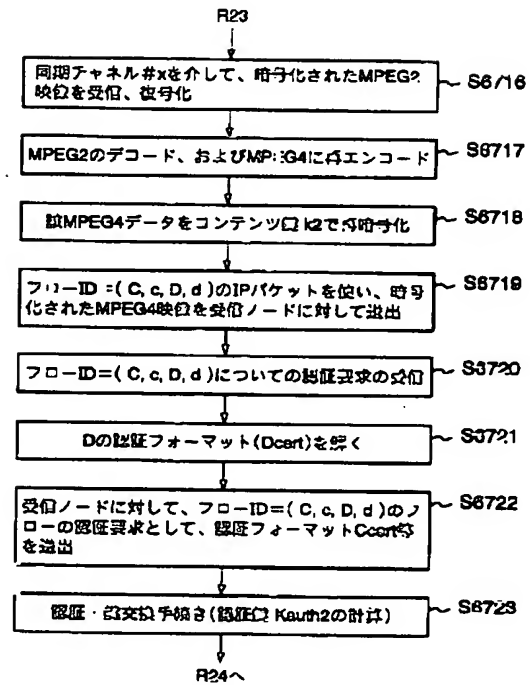 R23
同期チャネル#xを介して、暗号化されたMPEG2
映像を受信、復号化
S6716
MPEG2のデコード、およびMPEG4に再エンコード
S6717
該MPEG4データをコンテンツ鍵k2で再暗号化
S6718
フローID=(C, c, D, d)のIPパケットを使い、暗号
化されたMPEG4映像を受信ノードに対して送出
S6719
フローID=(C, c, D, d)についての認証要求の受信
S6720
Dの認証フォーマット(Dcert)を解く
S6721
受信ノードに対して、フローID=(C, c, D, d)のフ
ローの認証要求として、認証フォーマットCcert等
を送出
S6722
認証・鍵交換手続き(認証鍵Kauth2の計算)
S6723
R24へ